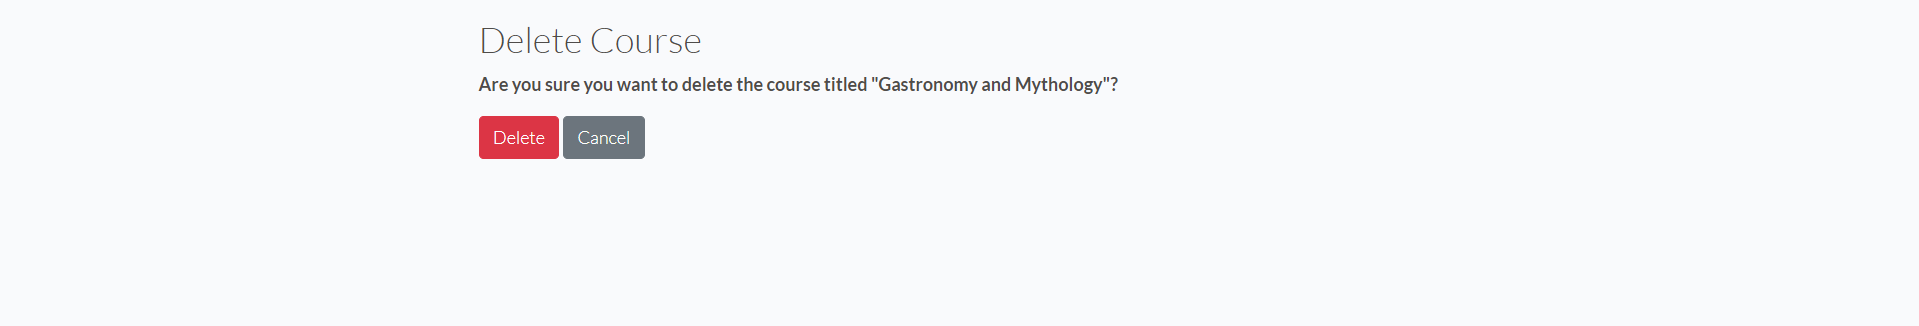 Delete Course
Are you sure you want to delete the course titled "Gastronomy and Mythology"?
Delete Cancel